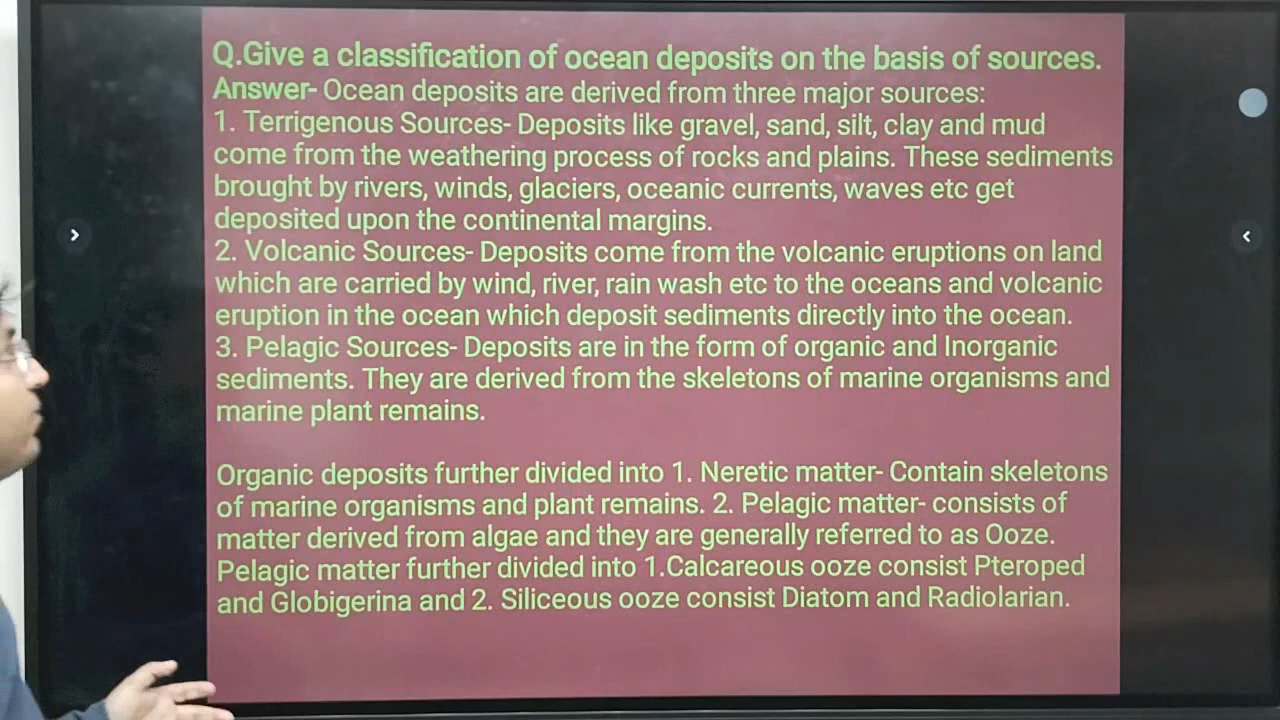 Q.Give a classification of ocean deposits on the basis of sources.
Answer- Ocean deposits are derived from three major sources:
1. Terrigenous Sources- Deposits like gravel, sand, silt, clay and mud
come from the weathering process of rocks and plains. These sediments
brought by rivers, winds, glaciers, oceanic currents, waves etc get
deposited upon the continental margins.
2. Volcanic Sources- Deposits come from the volcanic eruptions on land
which are carried by wind, river, rain wash etc to the oceans and volcanic
eruption in the ocean which deposit sediments directly into the ocean.
3. Pelagic Sources- Deposits are in the form of organic and Inorganic
sediments. They are derived from the skeletons of marine organisms and
marine plant remains.
Organic deposits further divided into 1. Neretic matter- Contain skeletons
of marine organisms and plant remains. 2. Pelagic matter- consists of
matter derived from algae and they are generally referred to as Ooze.
Pelagic matter further divided into 1.Calcareous ooze consist Pteroped
and Globigerina and 2. Siliceous ooze consist Diatom and Radiolarian.